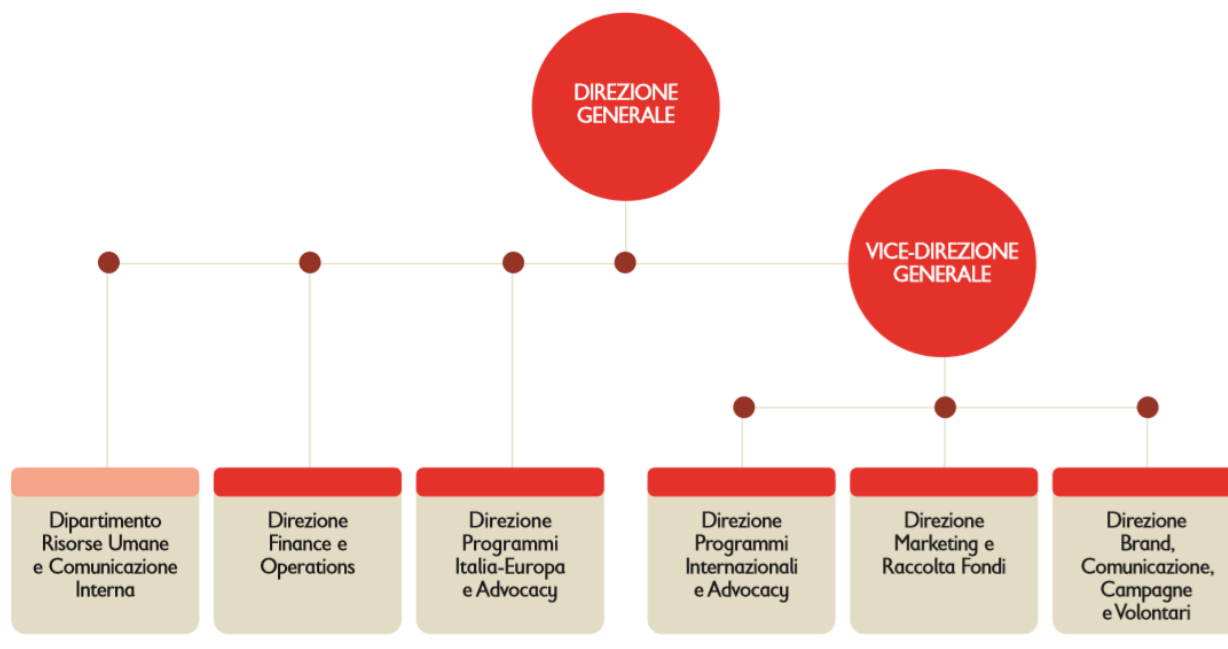 DIREZIONE
GENERALE
VICE-DIREZIONE
GENERALE
Dipartimento
Risorse Umane
e Comunicazione
Interna
Direzione
Finance e
Operations
Direzione
Programmi
Italia-Europa
e Advocacy
Direzione
Programmi
Internazionali
e Advocacy
Direzione
Marketing e
Raccolta Fondi
Direzione
Brand,
Comunicazione,
Campagne
e Volontari